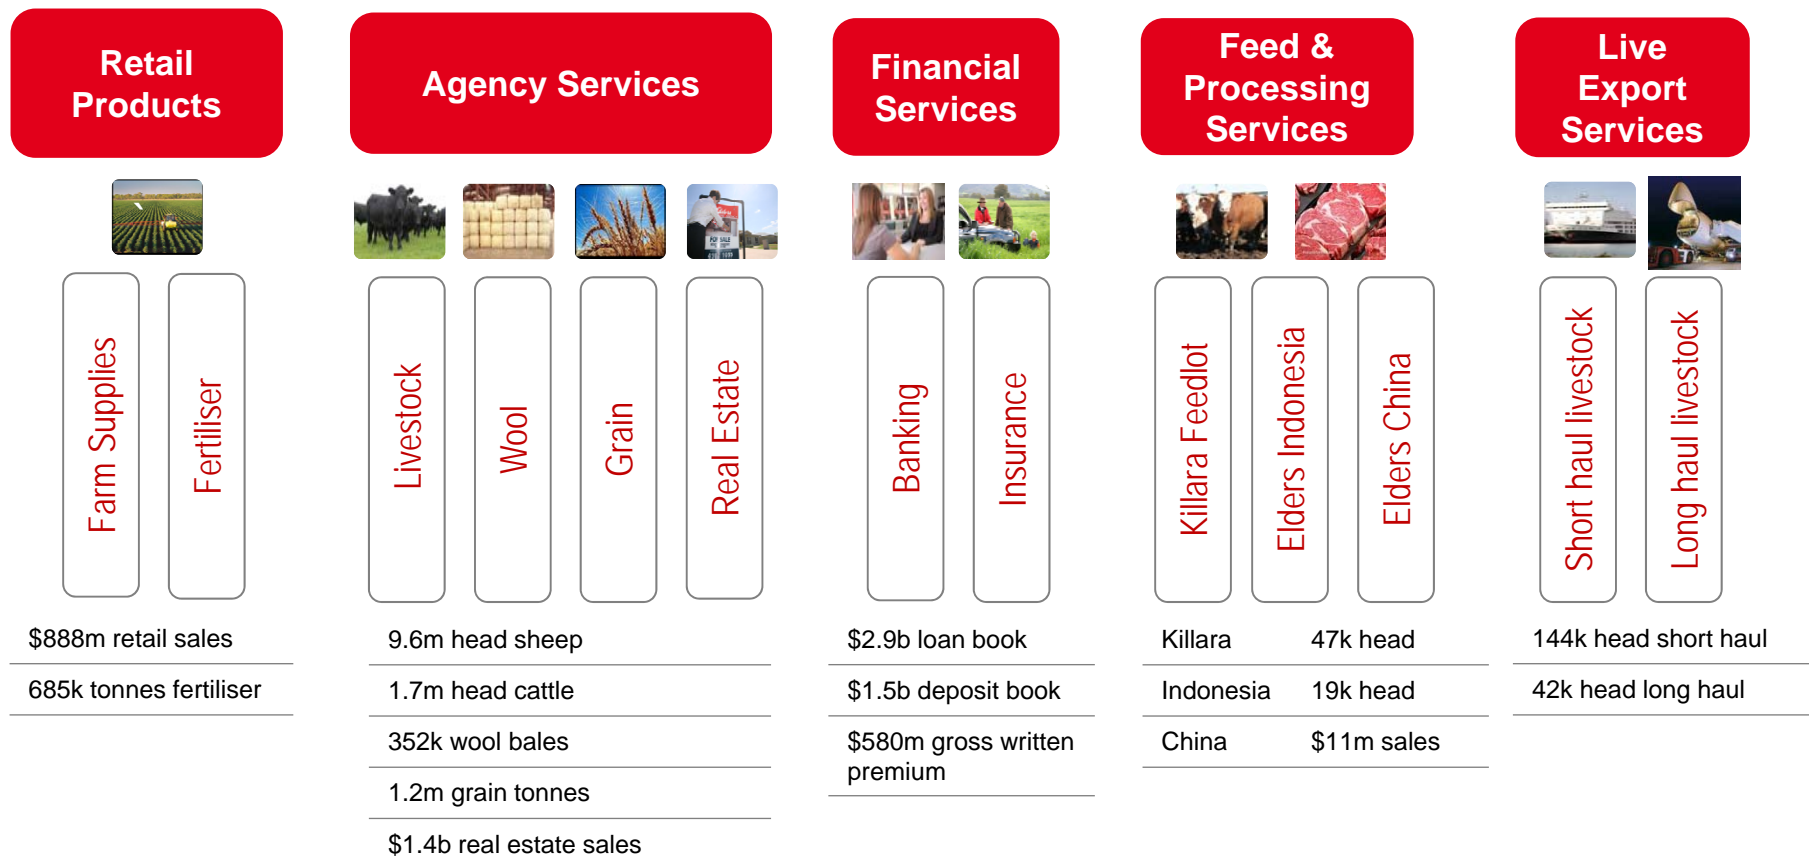 Retail
Products
Agency Services
Financial
Services
Feed &
Processing
Services
Live
Export
Services
FOR SALE
Farm Supplies
Fertiliser
Livestock
Wool
Grain
Real Estate
Banking
Insurance
Killara Feedlot
Elders Indonesia
Elders China
Short haul livestock
Long haul livestock
$888m retail sales
685k tonnes fertiliser
9.6m head sheep
1.7m head cattle
352k wool bales
1.2m grain tonnes
$1.4b real estate sales
$2.9b loan book
$1.5b deposit book
$580m gross written
premium
Killara 47k head
Indonesia 19k head
China $11m sales
144k head short haul
42k head long haul